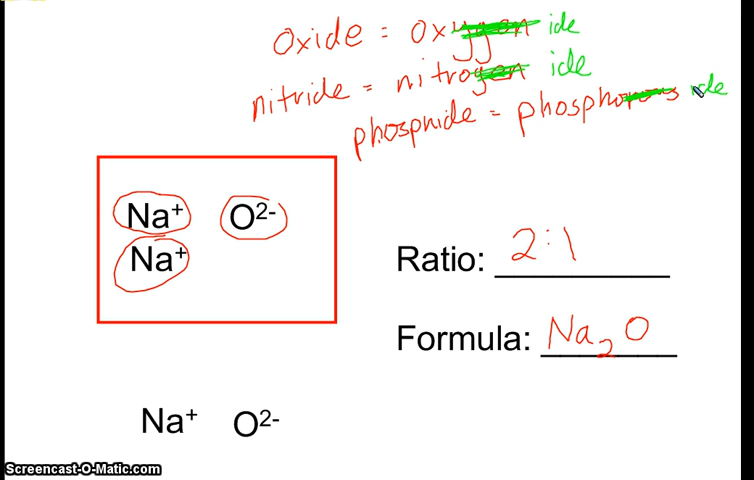 oxide = oxygen ide
nitride = nitrogen ide
phosphide = phosphorous ide
Na⁺ O²⁻
Na⁺
Ratio: 2:1
Formula: Na₂O
Na⁺ O²⁻
Screencast-O-Matic.com